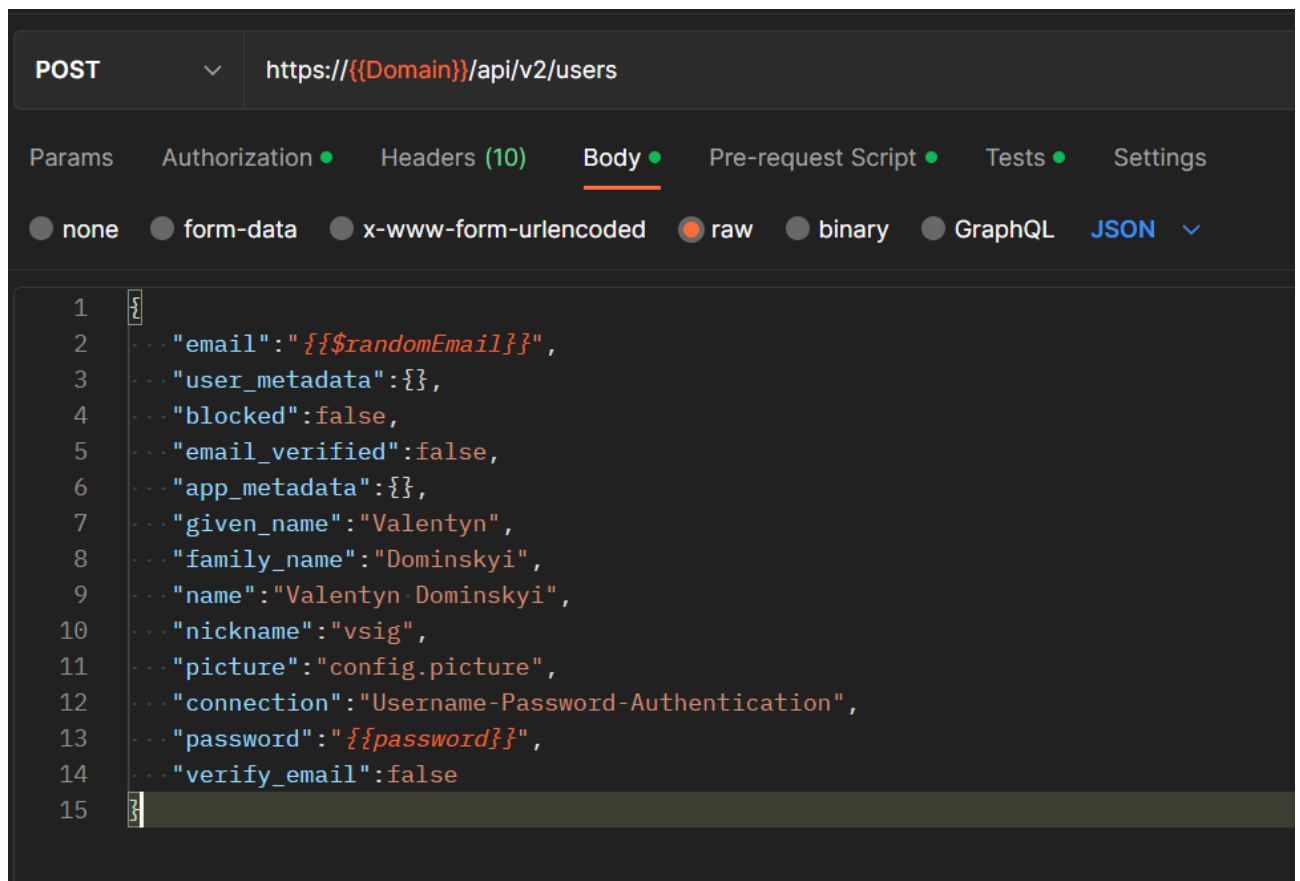 POST https://{{Domain}}/api/v2/users
Params Authorization Headers (10) Body Pre-request Script Tests Settings
none form-data x-www-form-urlencoded raw binary GraphQL JSON
1 {
2 "email":"{{$randomEmail}}",
3 "user_metadata":{},
4 "blocked":false,
5 "email_verified":false,
6 "app_metadata":{},
7 "given_name":"Valentyn",
8 "family_name":"Dominskyi",
9 "name":"Valentyn Dominskyi",
10 "nickname":"vsig",
11 "picture":"config.picture",
12 "connection":"Username-Password-Authentication",
13 "password":"{{password}}",
14 "verify_email":false
15 }